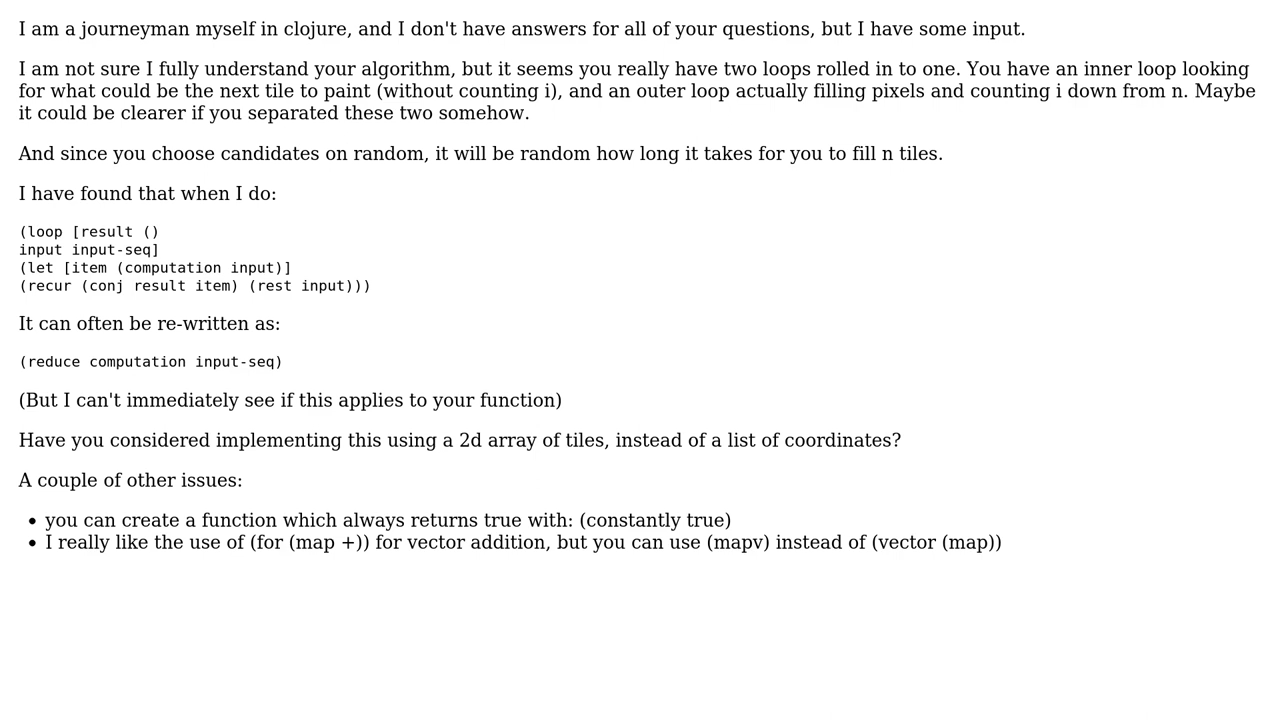 I am a journeyman myself in clojure, and I don't have answers for all of your questions, but I have some input.
I am not sure I fully understand your algorithm, but it seems you really have two loops rolled in to one. You have an inner loop looking
for what could be the next tile to paint (without counting i), and an outer loop actually filling pixels and counting i down from n. Maybe
it could be clearer if you separated these two somehow.
And since you choose candidates on random, it will be random how long it takes for you to fill n tiles.
I have found that when I do:
(loop [result ()
input input-seq]
(let [item (computation input)]
(recur (conj result item) (rest input)))
It can often be re-written as:
(reduce computation input-seq)
(But I can't immediately see if this applies to your function)
Have you considered implementing this using a 2d array of tiles, instead of a list of coordinates?
A couple of other issues:
• you can create a function which always returns true with: (constantly true)
• I really like the use of (for (map +)) for vector addition, but you can use (mapv) instead of (vector (map))